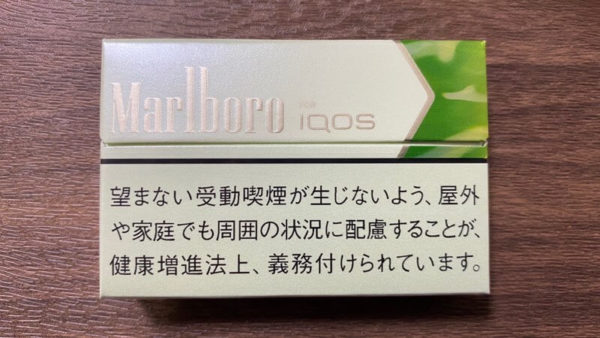 Marlboro FOR IQOS
望まない受動喫煙が生じないよう、屋外
や家庭でも周囲の状況に配慮することが、
健康増進法上、義務付けられています。